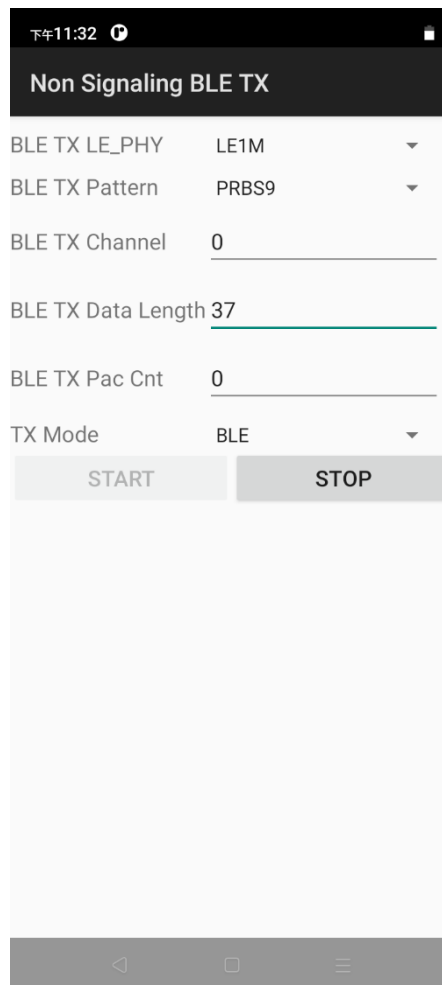 下午11:32
Non Signaling BLE TX
BLE TX LE_PHY LE1M
BLE TX Pattern PRBS9
BLE TX Channel 0
BLE TX Data Length 37
BLE TX Pac Cnt 0
TX Mode BLE
START STOP